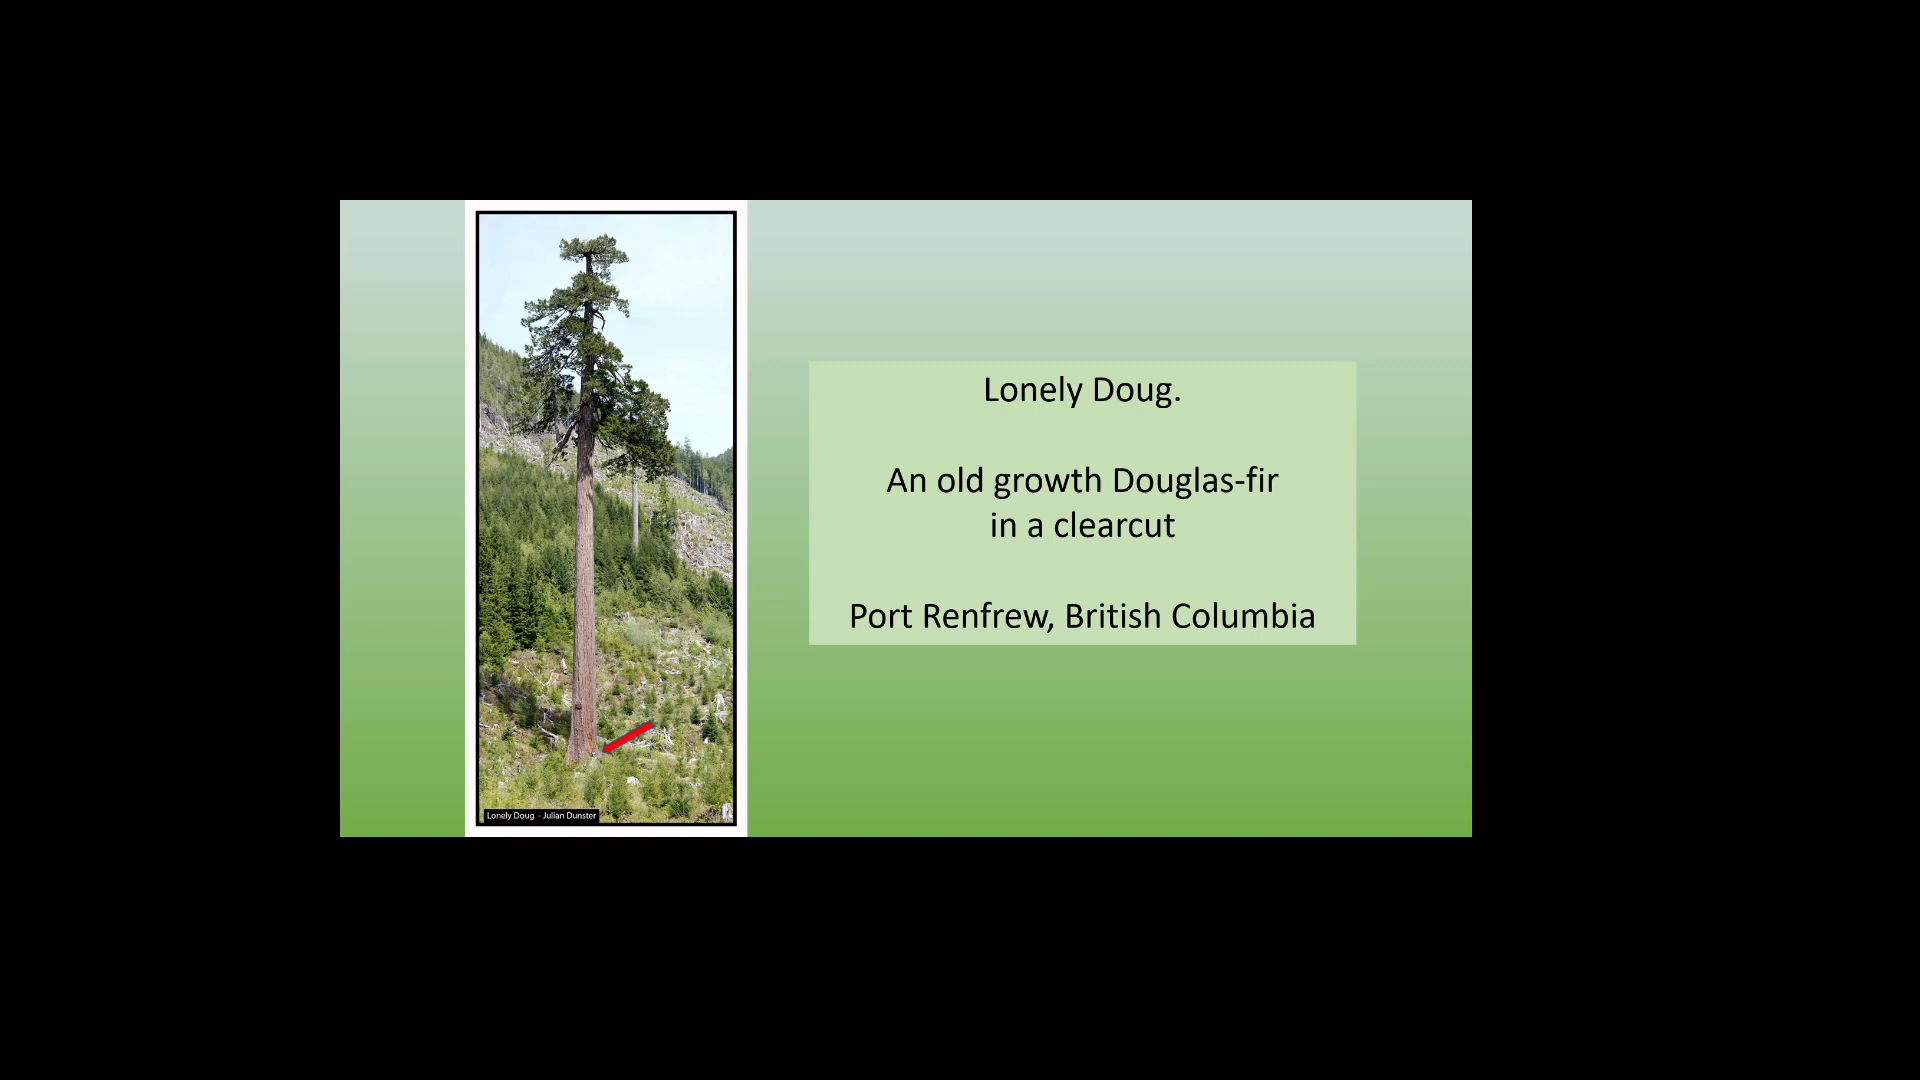 Lonely Doug.
An old growth Douglas-fir
in a clearcut
Port Renfrew, British Columbia
Lonely Doug - Julian Dunster